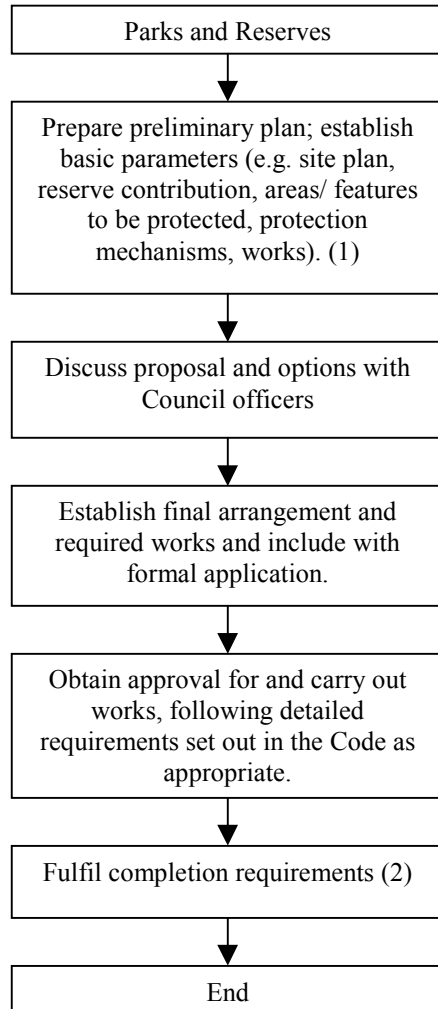 Parks and Reserves
Prepare preliminary plan; establish
basic parameters (e.g. site plan,
reserve contribution, areas/ features
to be protected, protection
mechanisms, works). (1)
Discuss proposal and options with
Council officers
Establish final arrangement and
required works and include with
formal application.
Obtain approval for and carry out
works, following detailed
requirements set out in the Code as
appropriate.
Fulfil completion requirements (2)
End